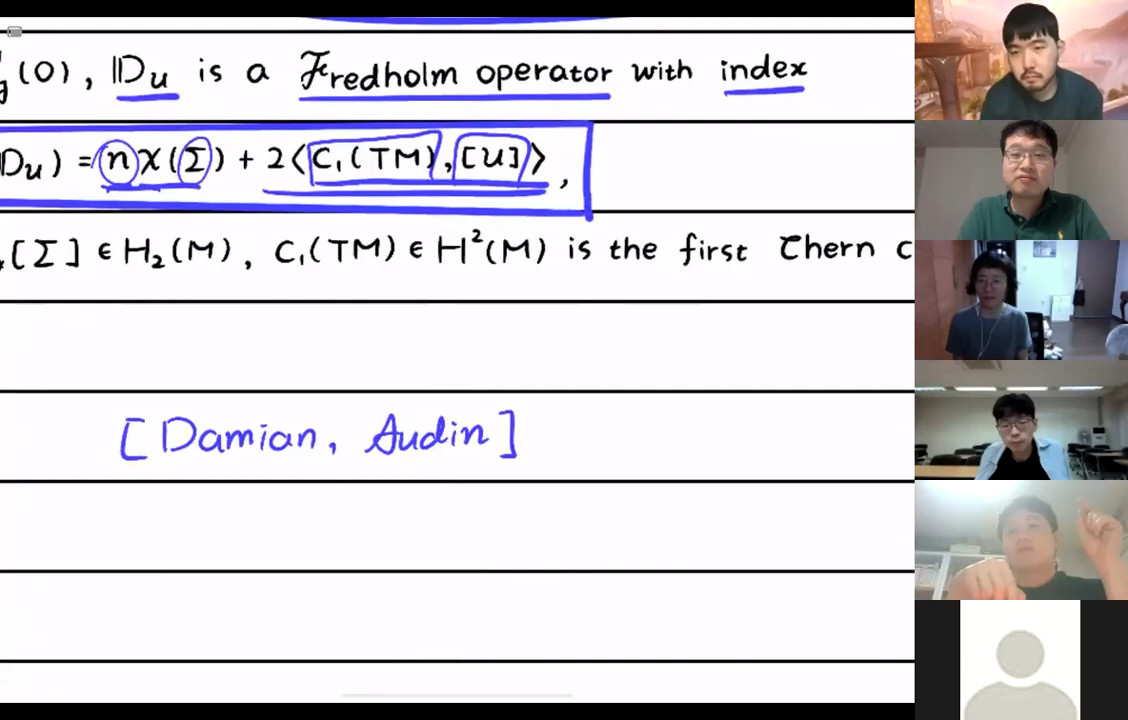 (0), 𝔻u is a Fredholm operator with index
Du) = nχ(Σ) + 2⟨C₁(TM), [u]⟩,
[Σ] ∈ H₂(M), C₁(TM) ∈ H²(M) is the first Chern c
[Damian, Audin]